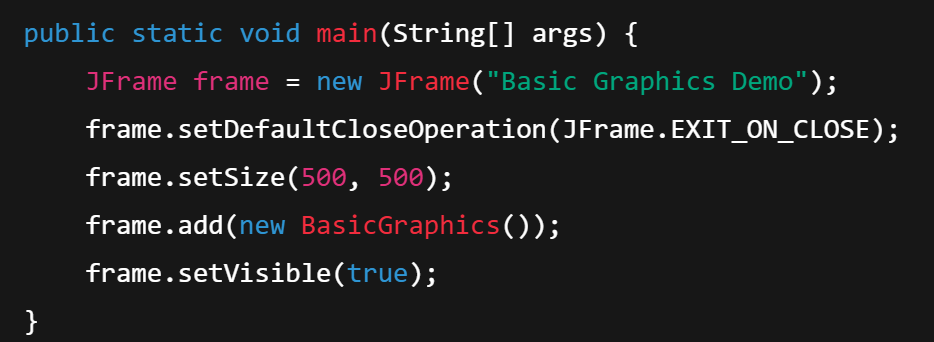 public static void main(String[] args) {
    JFrame frame = new JFrame("Basic Graphics Demo");
    frame.setDefaultCloseOperation(JFrame.EXIT_ON_CLOSE);
    frame.setSize(500, 500);
    frame.add(new BasicGraphics());
    frame.setVisible(true);
}